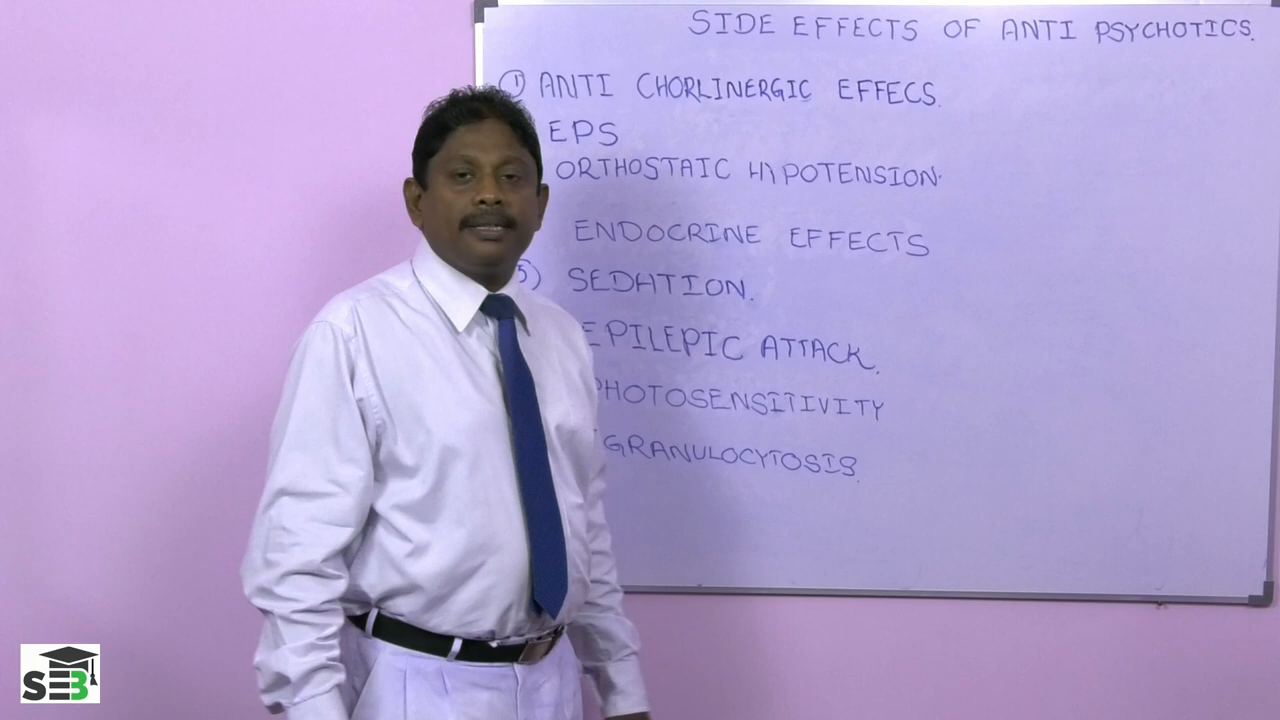 SIDE EFFECTS OF ANTI PSYCHOTICS.
① ANTI CHORLINERGIC EFFECS.
EPS
ORTHOSTAIC HYPOTENSION.
ENDOCRINE EFFECTS
5) SEDATION.
EPILEPIC ATTACK.
PHOTOSENSITIVITY
GRANULOCYTOSIS.
SEB